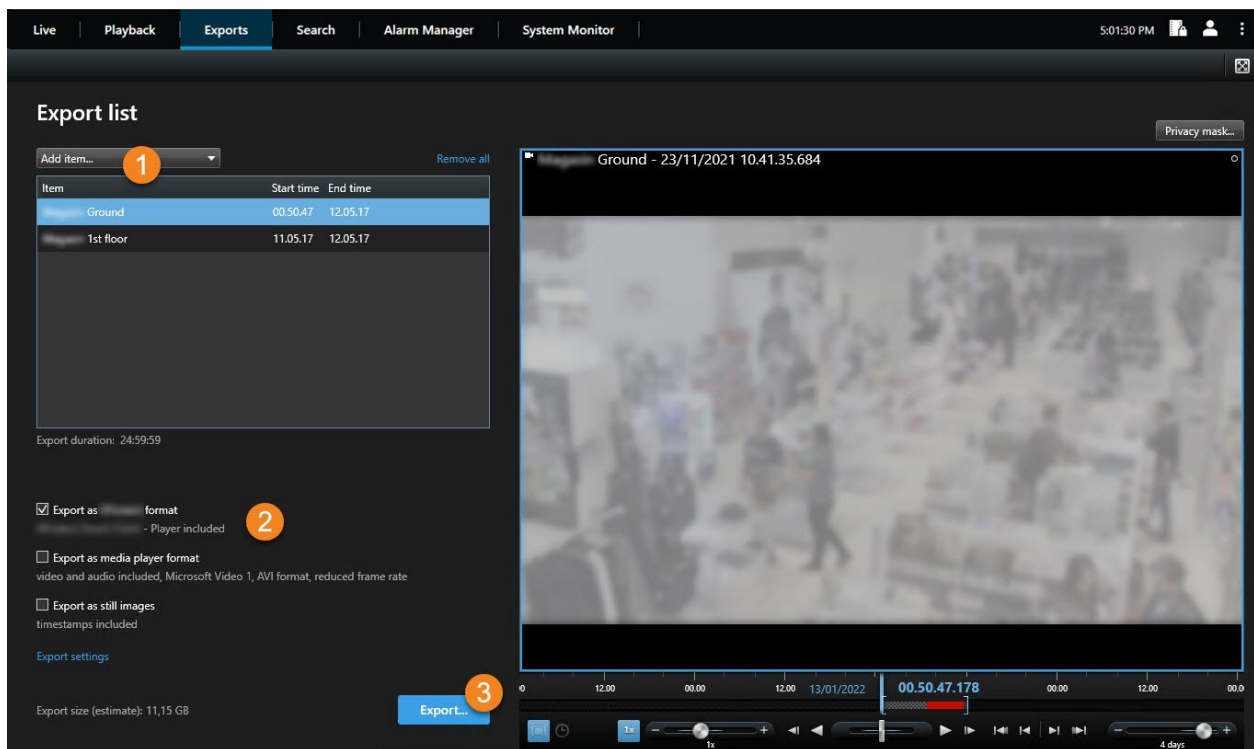 Live Playback Exports Search Alarm Manager System Monitor 5:01:30 PM
Export list
Privacy mask...
Add item... 1 Remove all
Ground - 23/11/2021 10.41.35.684
Item Start time End time
Ground 00.50.47 12.05.17
1st floor 11.05.17 12.05.17
Export duration: 24:59:59
Export as format
- Player included
2
Export as media player format
video and audio included, Microsoft Video 1, AVI format, reduced frame rate
Export as still images
timestamps included
Export settings
Export size (estimate): 11,15 GB
Export...
3
0 12.00 00.00 12.00 13/01/2022 00.50.47.178 00.00 12.00 00.0
1x - + - +
1x 4 days